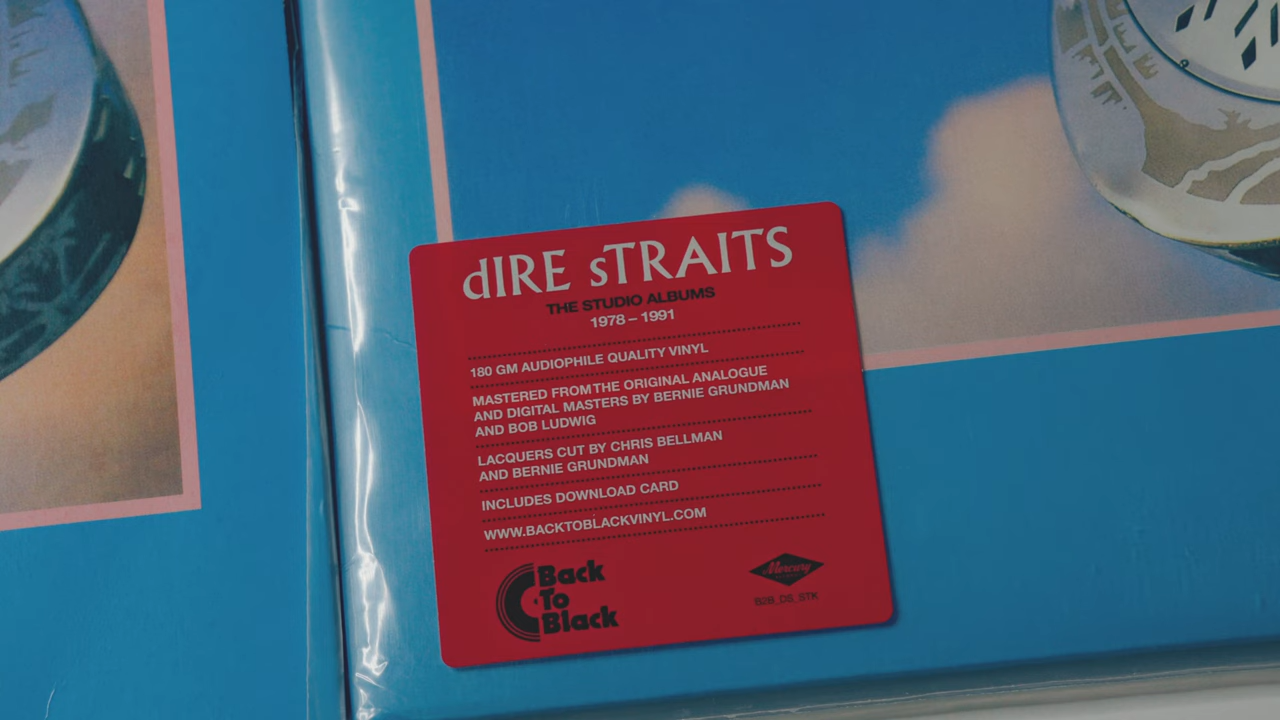 dIRE sTRAITS
THE STUDIO ALBUMS
1978 – 1991
180 GM AUDIOPHILE QUALITY VINYL
MASTERED FROM THE ORIGINAL ANALOGUE
AND DIGITAL MASTERS BY BERNIE GRUNDMAN
AND BOB LUDWIG
LACQUERS CUT BY CHRIS BELLMAN
AND BERNIE GRUNDMAN
INCLUDES DOWNLOAD CARD
WWW.BACKTOBLACKVINYL.COM
Back
To
Black
Mercury
B2B_DS_STK